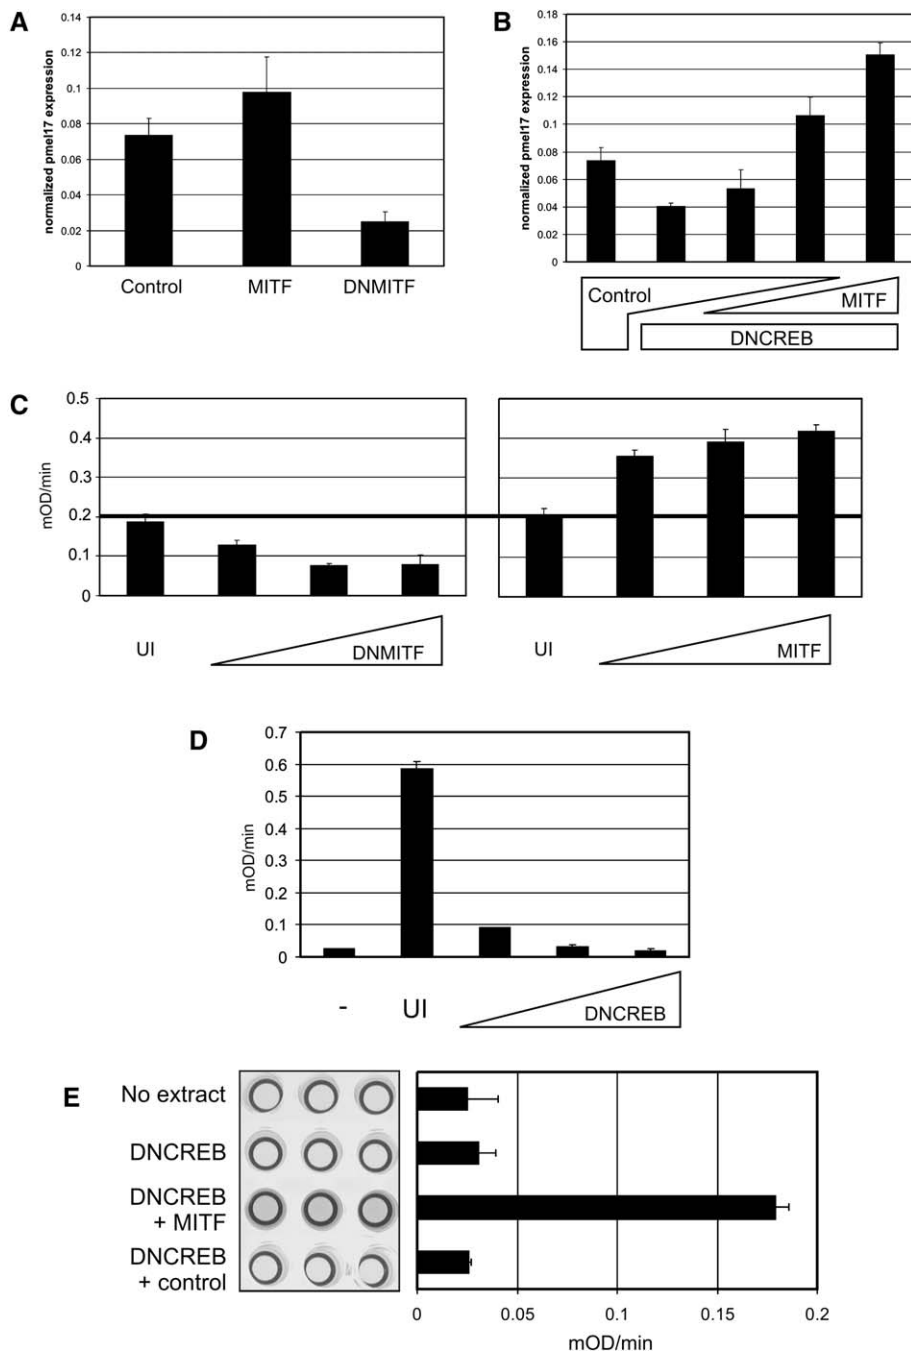 A
normalized pmel17 expression
0.14
0.12
0.1
0.08
0.06
0.04
0.02
0
Control
MITF
DNMITF
B
normalized pmel17 expression
0.18
0.16
0.14
0.12
0.1
0.08
0.06
0.04
0.02
0
Control
MITF
DNCREB
C
mOD/min
0.5
0.4
0.3
0.2
0.1
0
UI
DNMITF
UI
MITF
D
mOD/min
0.7
0.6
0.5
0.4
0.3
0.2
0.1
0
-
UI
DNCREB
E
No extract
DNCREB
DNCREB
+ MITF
DNCREB
+ control
0
0.05
0.1
0.15
0.2
mOD/min